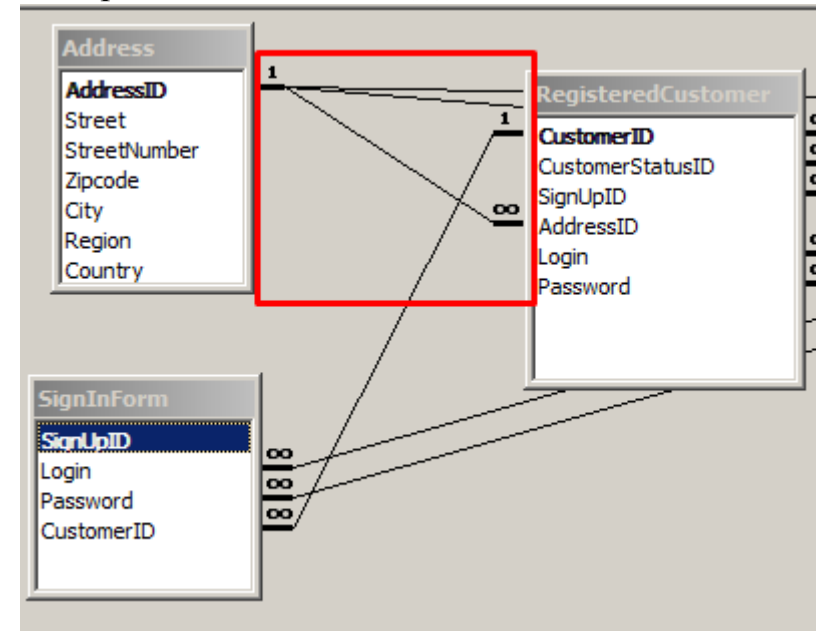 Address
AddressID
Street
StreetNumber
Zipcode
City
Region
Country
1
RegisteredCustomer
1
CustomerID
CustomerStatusID
SignUpID
∞
AddressID
Login
Password
SignInForm
SignUpID
Login
Password
CustomerID
∞
∞
∞